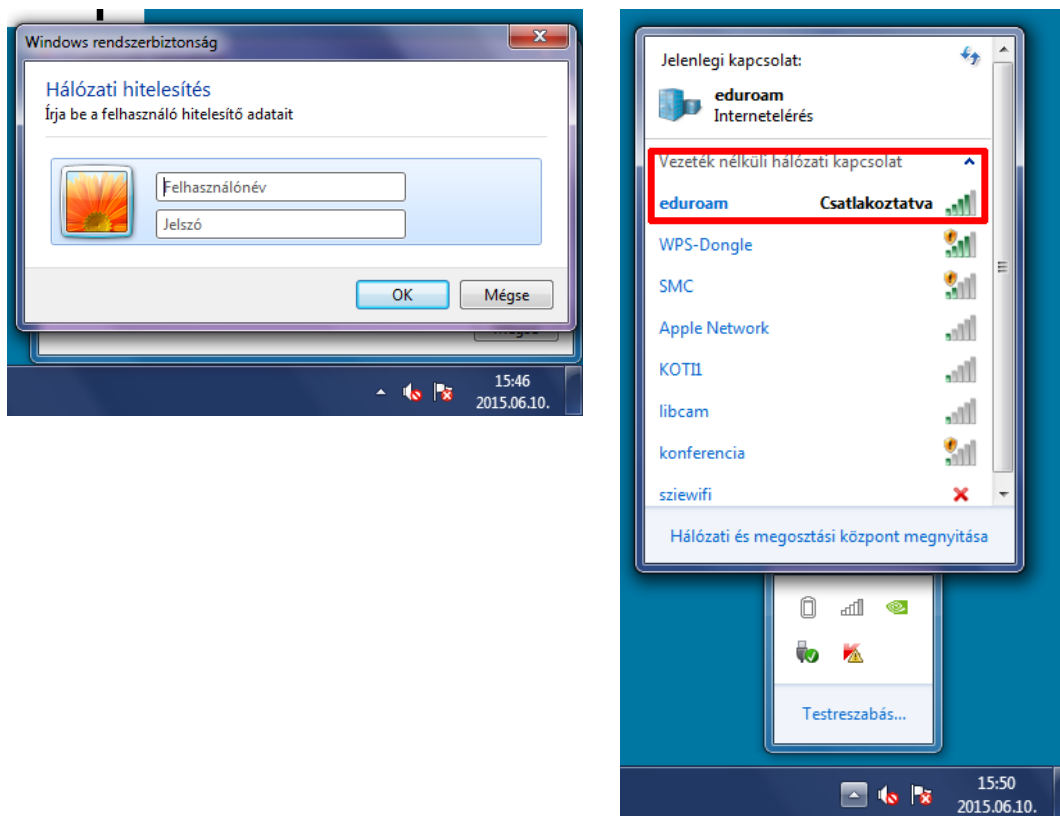 Windows rendszerbiztonság
Hálózati hitelesítés
Írja be a felhasználó hitelesítő adatait
Felhasználónév
Jelszó
OK Mégse
15:46
2015.06.10.
Jelenlegi kapcsolat:
eduroam
Internetelérés
Vezeték nélküli hálózati kapcsolat
eduroam Csatlakoztatva
WPS-Dongle
SMC
Apple Network
KOTI1
libcam
konferencia
sziewifi
Hálózati és megosztási központ megnyitása
Testreszabás...
15:50
2015.06.10.